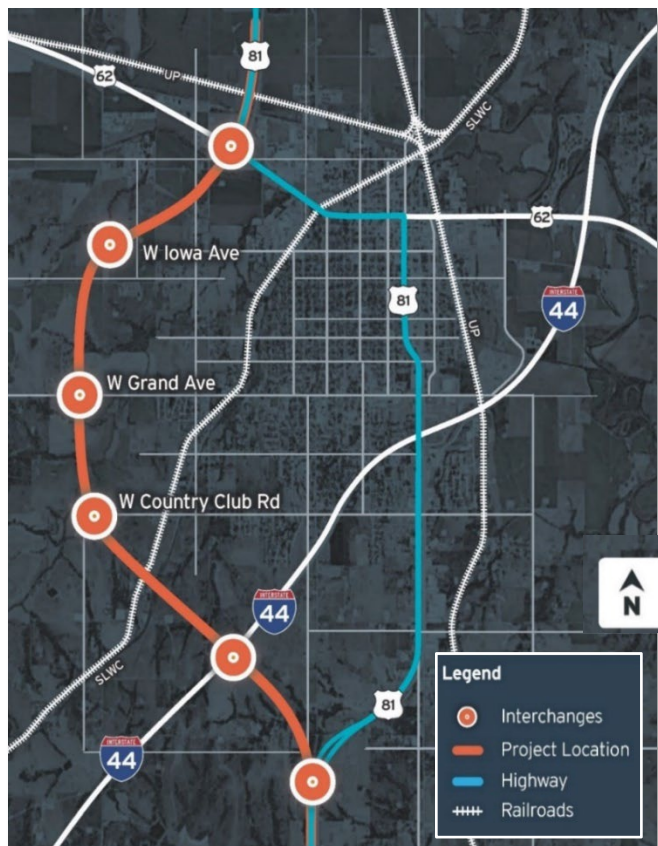 81
62
UP
SLWC
W Iowa Ave
62
INTERSTATE
44
81
UP
W Grand Ave
W Country Club Rd
INTERSTATE
44
SLWC
81
INTERSTATE
44
N
Legend
Interchanges
Project Location
Highway
Railroads